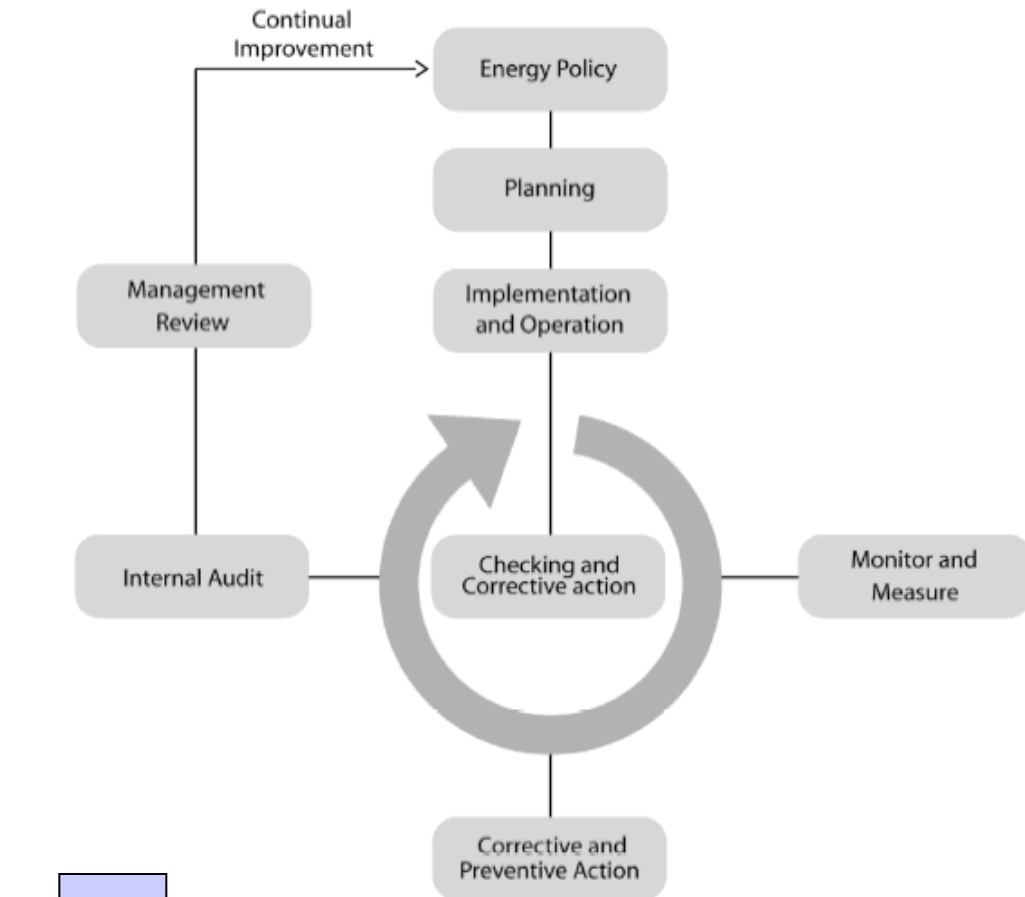 Continual
Improvement
Energy Policy
Planning
Management
Review
Implementation
and Operation
Internal Audit
Checking and
Corrective action
Monitor and
Measure
Corrective and
Preventive Action